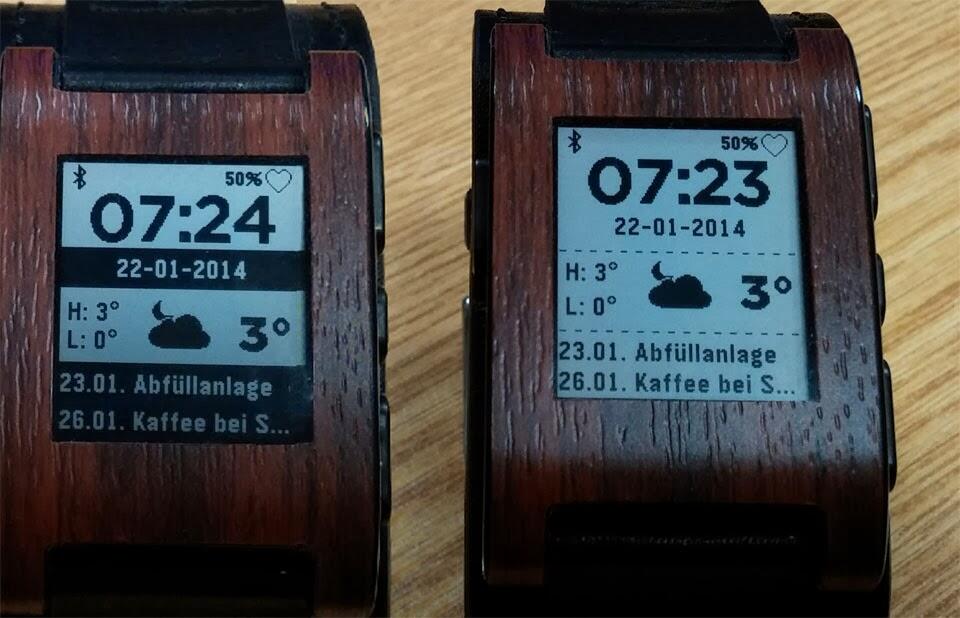 50%
07:24
22-01-2014
H: 3°
L: 0°
3°
23.01. Abfüllanlage
26.01. Kaffee bei S...
50%
07:23
22-01-2014
H: 3°
L: 0°
3°
23.01. Abfüllanlage
26.01. Kaffee bei S...